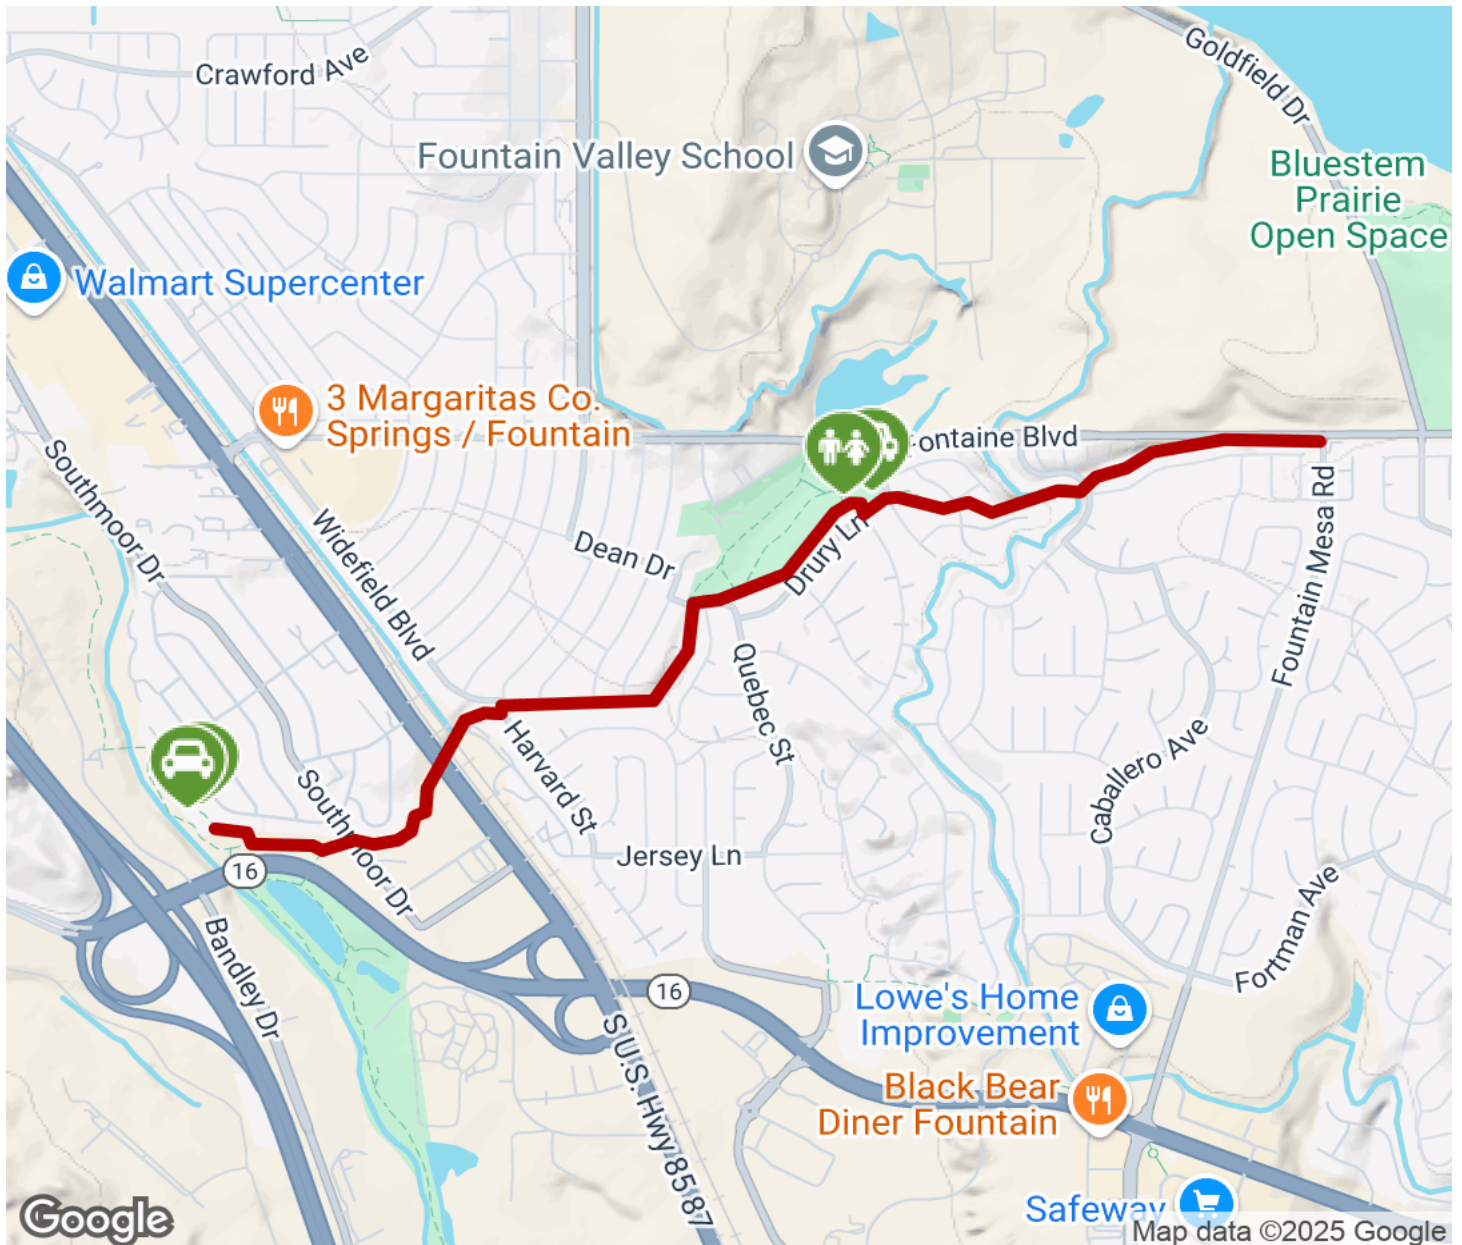 Crawford Ave
Goldfield Dr
Fountain Valley School
Bluestem
Prairie
Open Space
Walmart Supercenter
3 Margaritas Co.
Springs / Fountain
Fontaine Blvd
Southmoor Dr
Widefield Blvd
Dean Dr
Drury Ln
Fountain Mesa Rd
Quebec St
Harvard St
Caballero Ave
Southmoor Dr
Jersey Ln
16
Bandley Dr
Fortman Ave
16
Lowe's Home
Improvement
S U.S. Hwy 85 87
Black Bear
Diner Fountain
Safeway
Google
Map data ©2025 Google